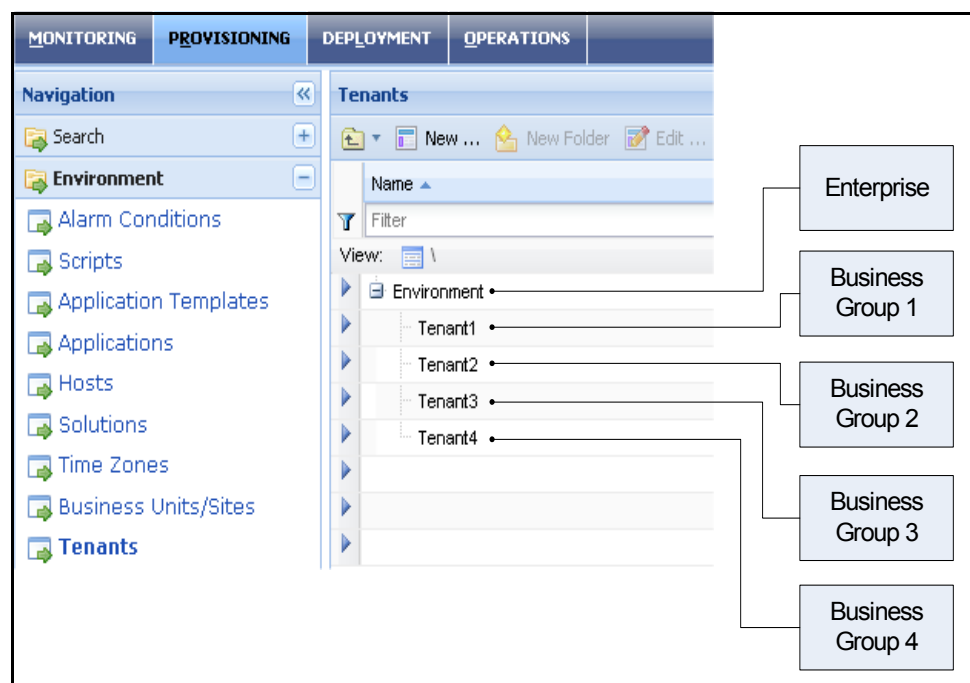 MONITORING PROVISIONING DEPLOYMENT OPERATIONS
Navigation
Search
Environment
Alarm Conditions
Scripts
Application Templates
Applications
Hosts
Solutions
Time Zones
Business Units/Sites
Tenants
Tenants
New ... New Folder Edit ...
Name
Filter
View: \
Environment
Tenant1
Tenant2
Tenant3
Tenant4
Enterprise
Business
Group 1
Business
Group 2
Business
Group 3
Business
Group 4